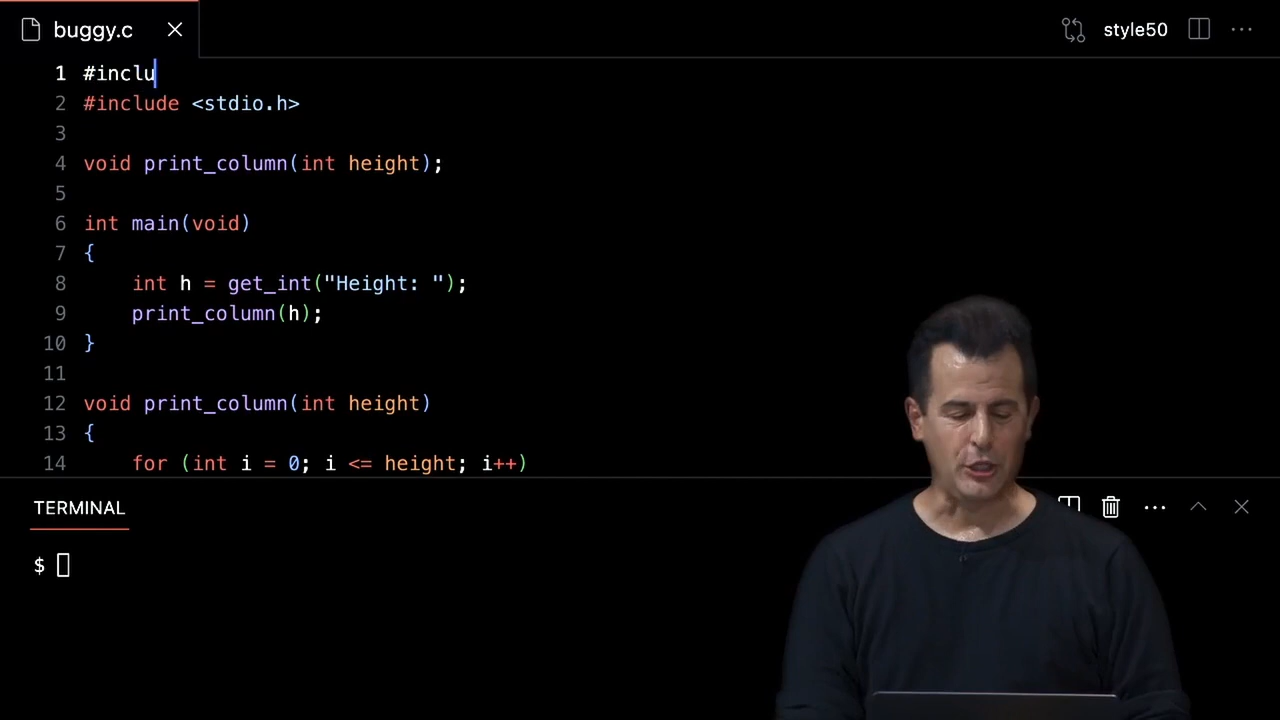 buggy.c
style50
1 #inclu
2 #include <stdio.h>
3
4 void print_column(int height);
5
6 int main(void)
7 {
8     int h = get_int("Height: ");
9     print_column(h);
10 }
11
12 void print_column(int height)
13 {
14     for (int i = 0; i <= height; i++)
TERMINAL
$